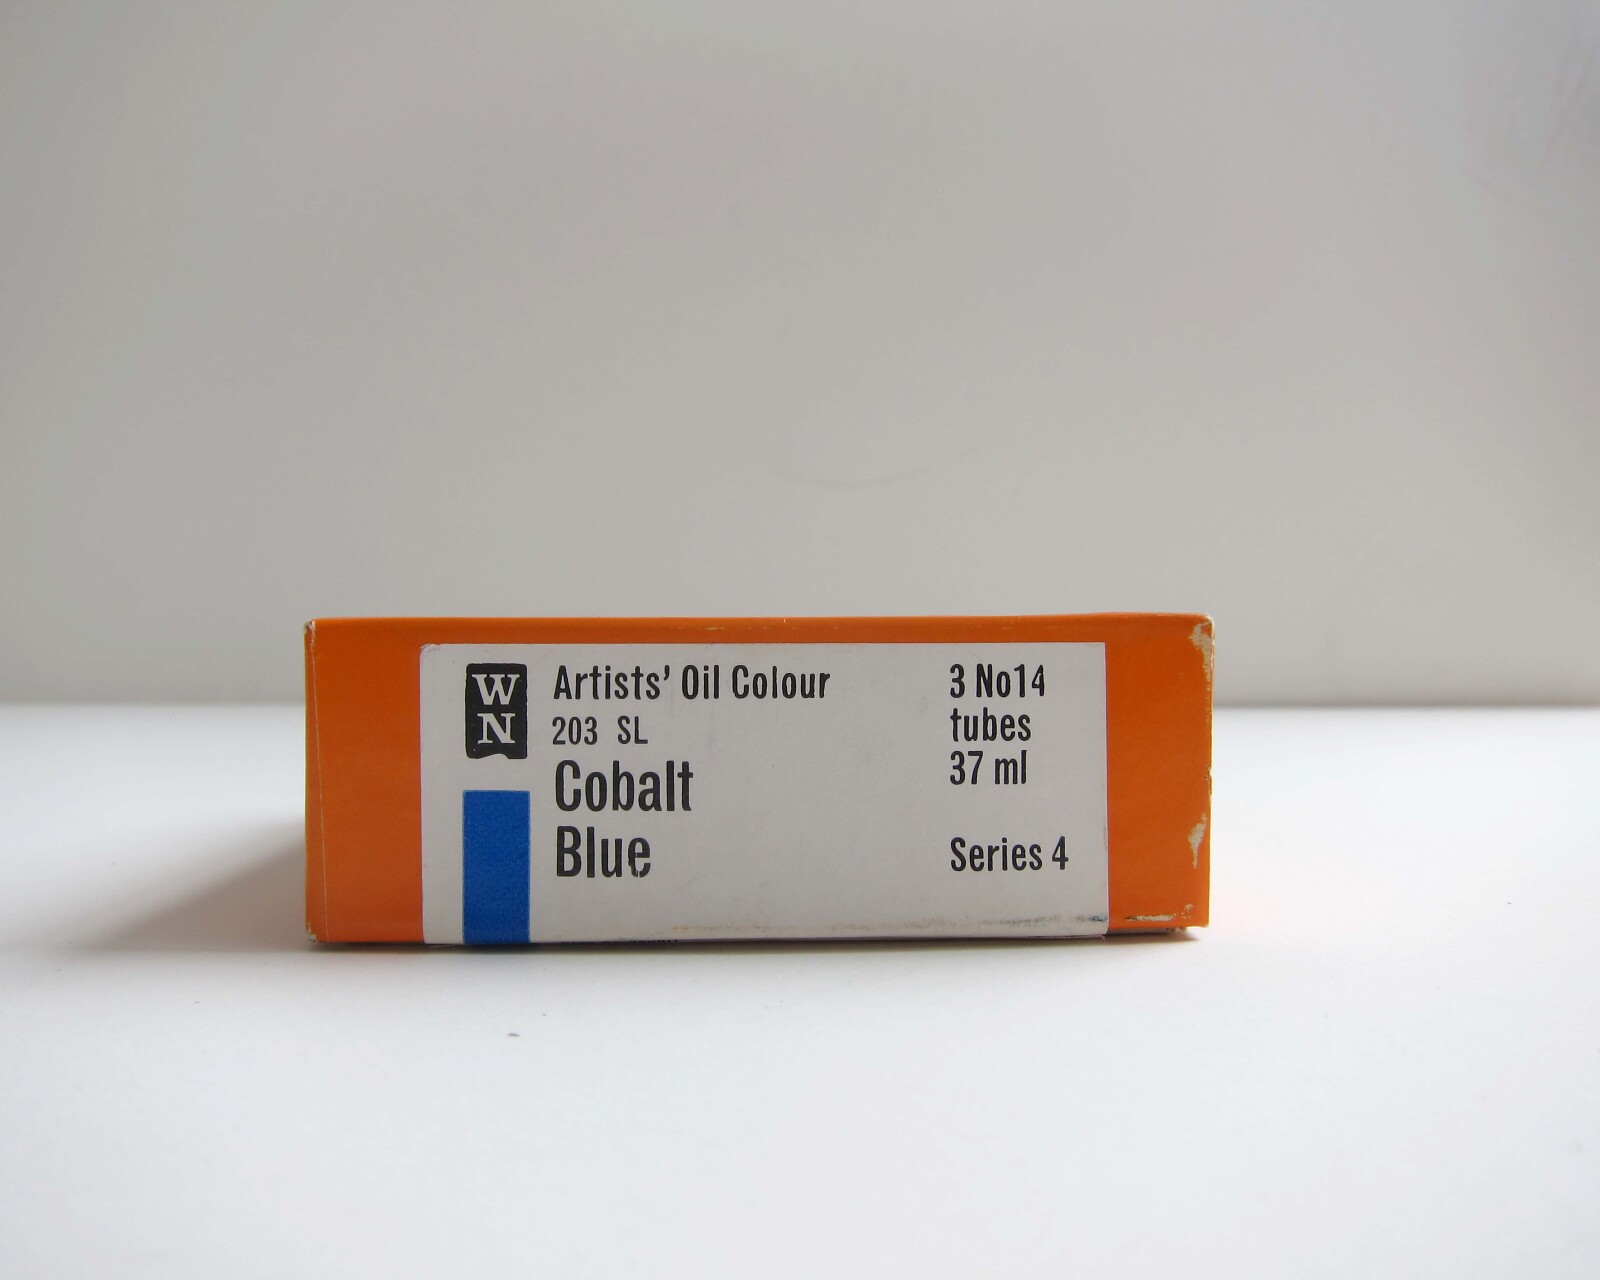 W
N
Artists' Oil Colour
203 SL
Cobalt
Blue
3 No14
tubes
37 ml
Series 4